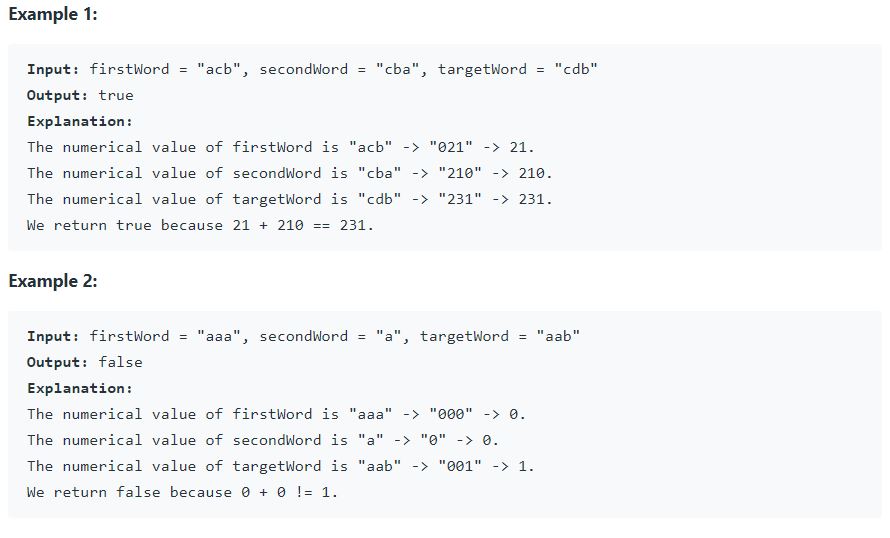 Example 1:
Input: firstWord = "acb", secondWord = "cba", targetWord = "cdb"
Output: true
Explanation:
The numerical value of firstWord is "acb" -> "021" -> 21.
The numerical value of secondWord is "cba" -> "210" -> 210.
The numerical value of targetWord is "cdb" -> "231" -> 231.
We return true because 21 + 210 == 231.
Example 2:
Input: firstWord = "aaa", secondWord = "a", targetWord = "aab"
Output: false
Explanation:
The numerical value of firstWord is "aaa" -> "000" -> 0.
The numerical value of secondWord is "a" -> "0" -> 0.
The numerical value of targetWord is "aab" -> "001" -> 1.
We return false because 0 + 0 != 1.